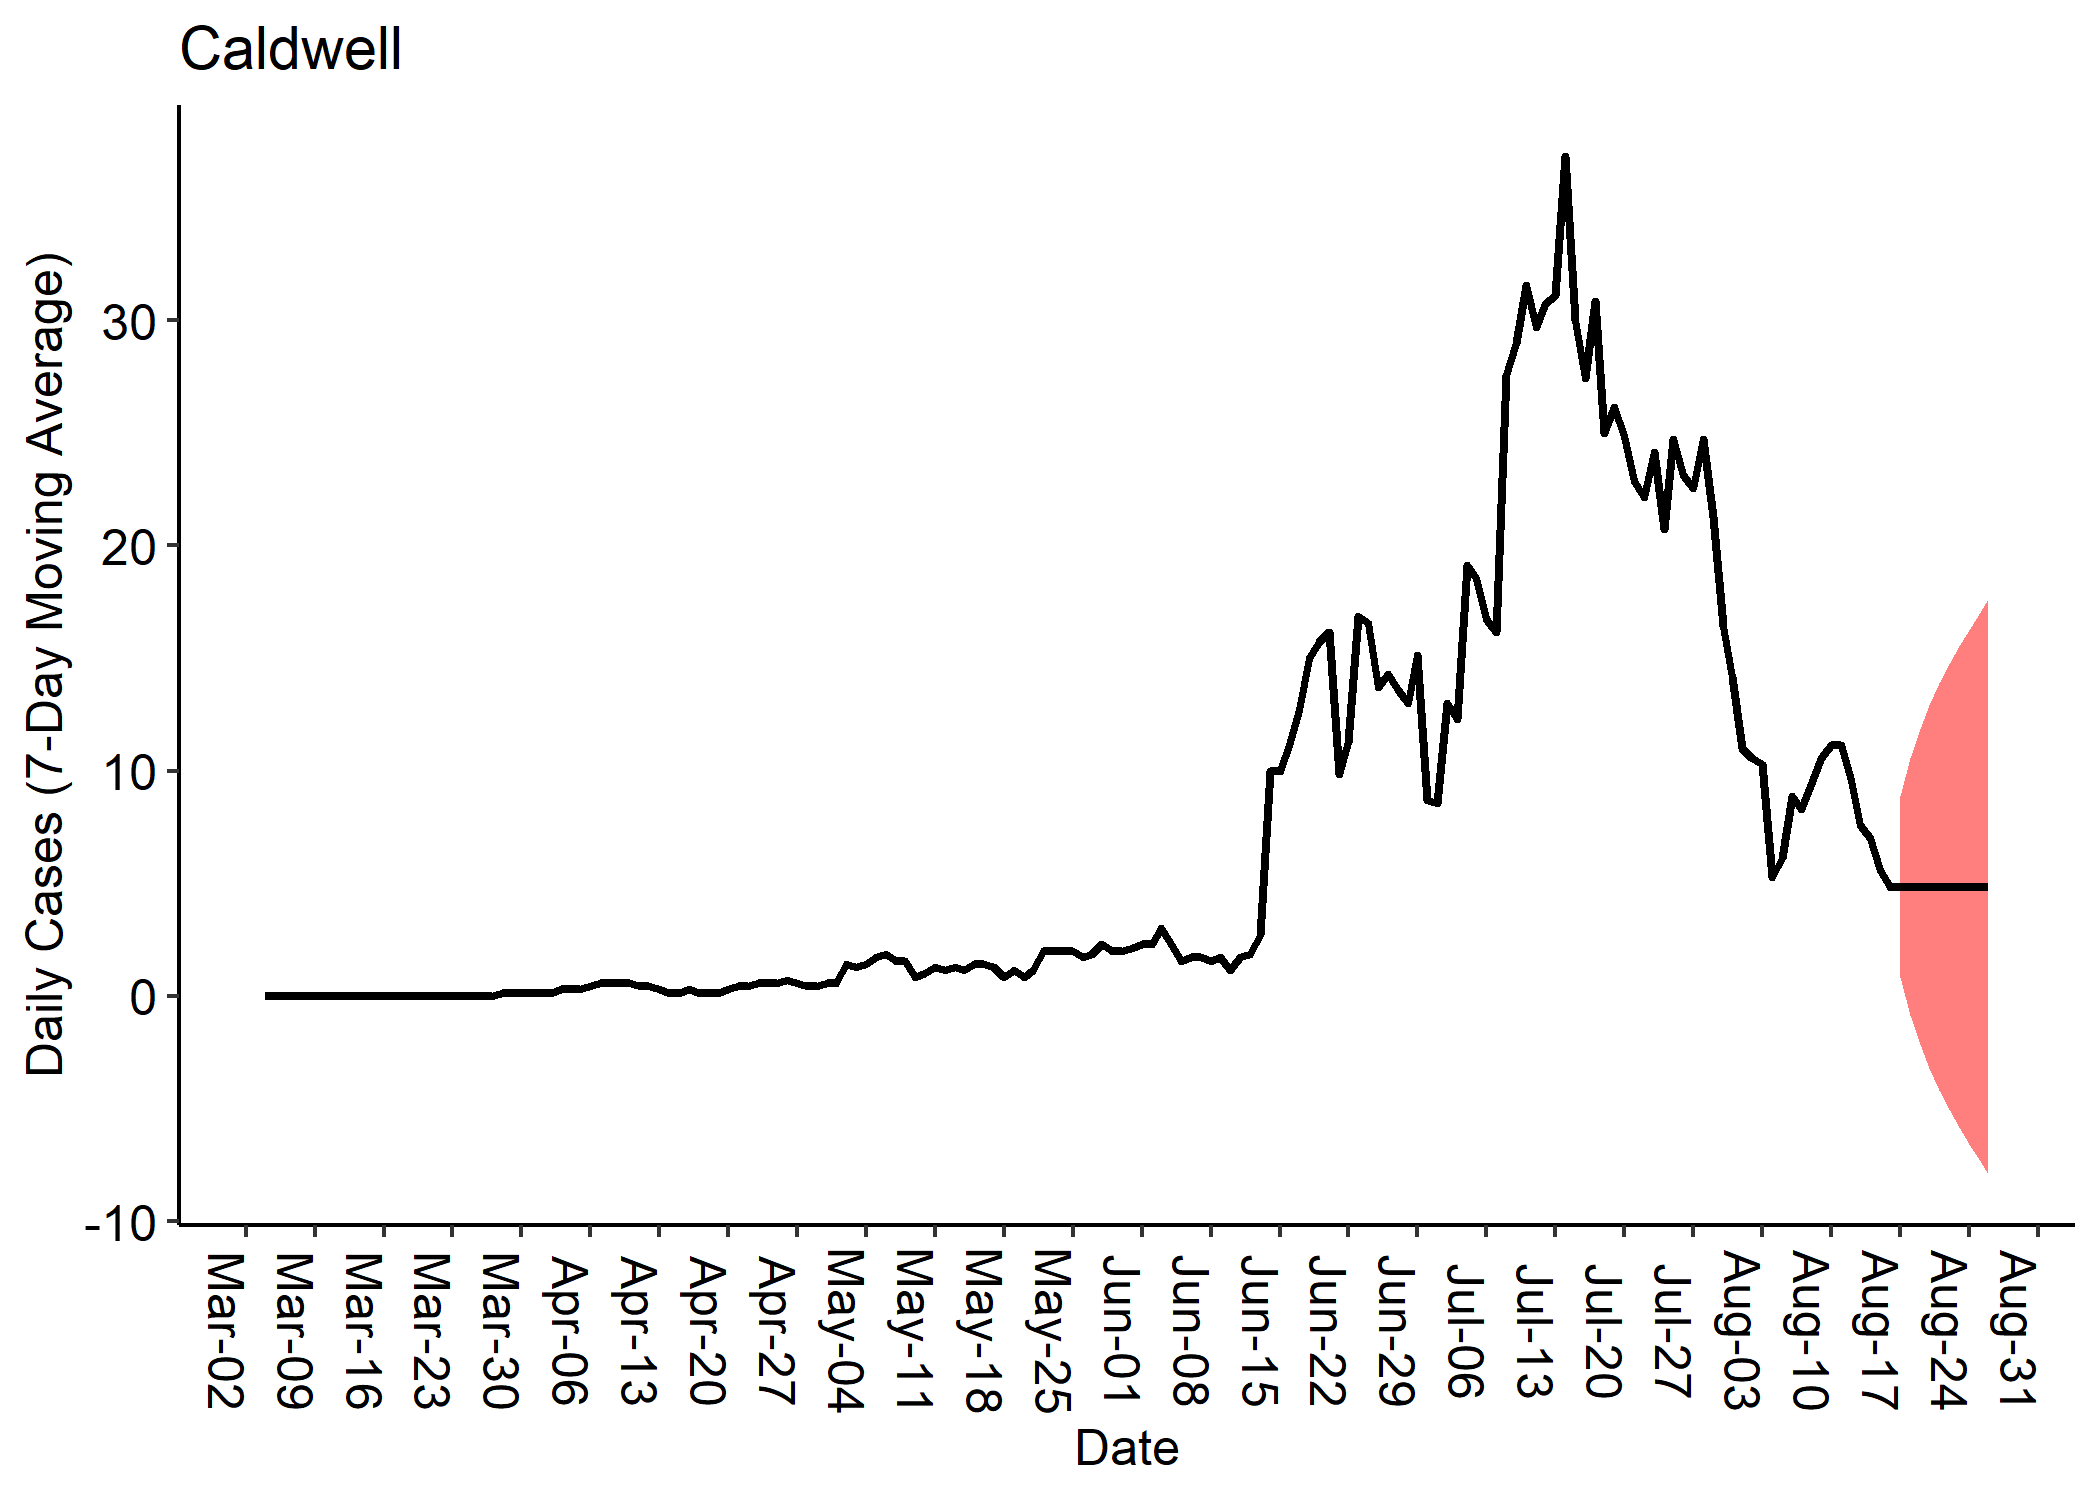 Caldwell
Daily Cases (7-Day Moving Average)
30
20
10
0
-10
Mar-02
Mar-09
Mar-16
Mar-23
Mar-30
Apr-06
Apr-13
Apr-20
Apr-27
May-04
May-11
May-18
May-25
Jun-01
Jun-08
Jun-15
Jun-22
Jun-29
Jul-06
Jul-13
Jul-20
Jul-27
Aug-03
Aug-10
Aug-17
Aug-24
Aug-31
Date